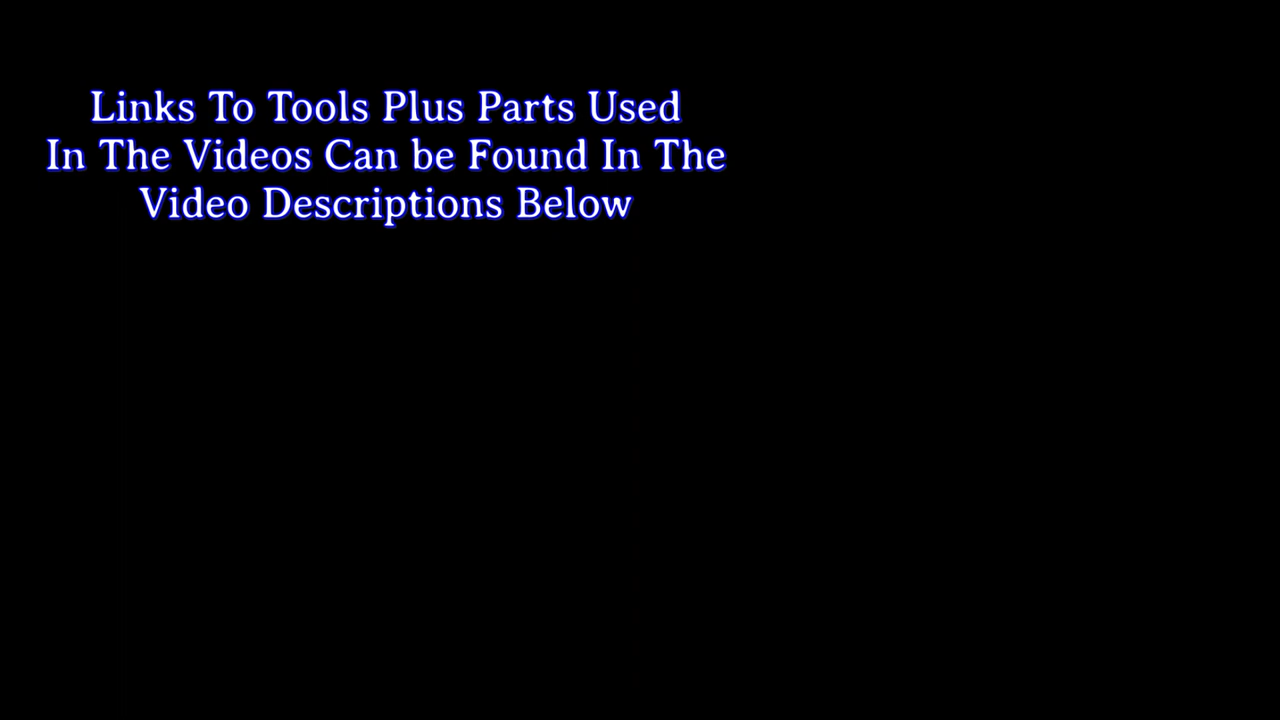 Links To Tools Plus Parts Used
In The Videos Can be Found In The
Video Descriptions Below